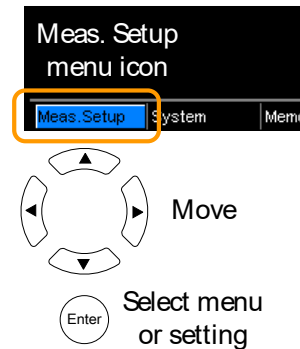 Meas. Setup
menu icon
Meas.Setup System
Move
Enter
Select menu
or setting